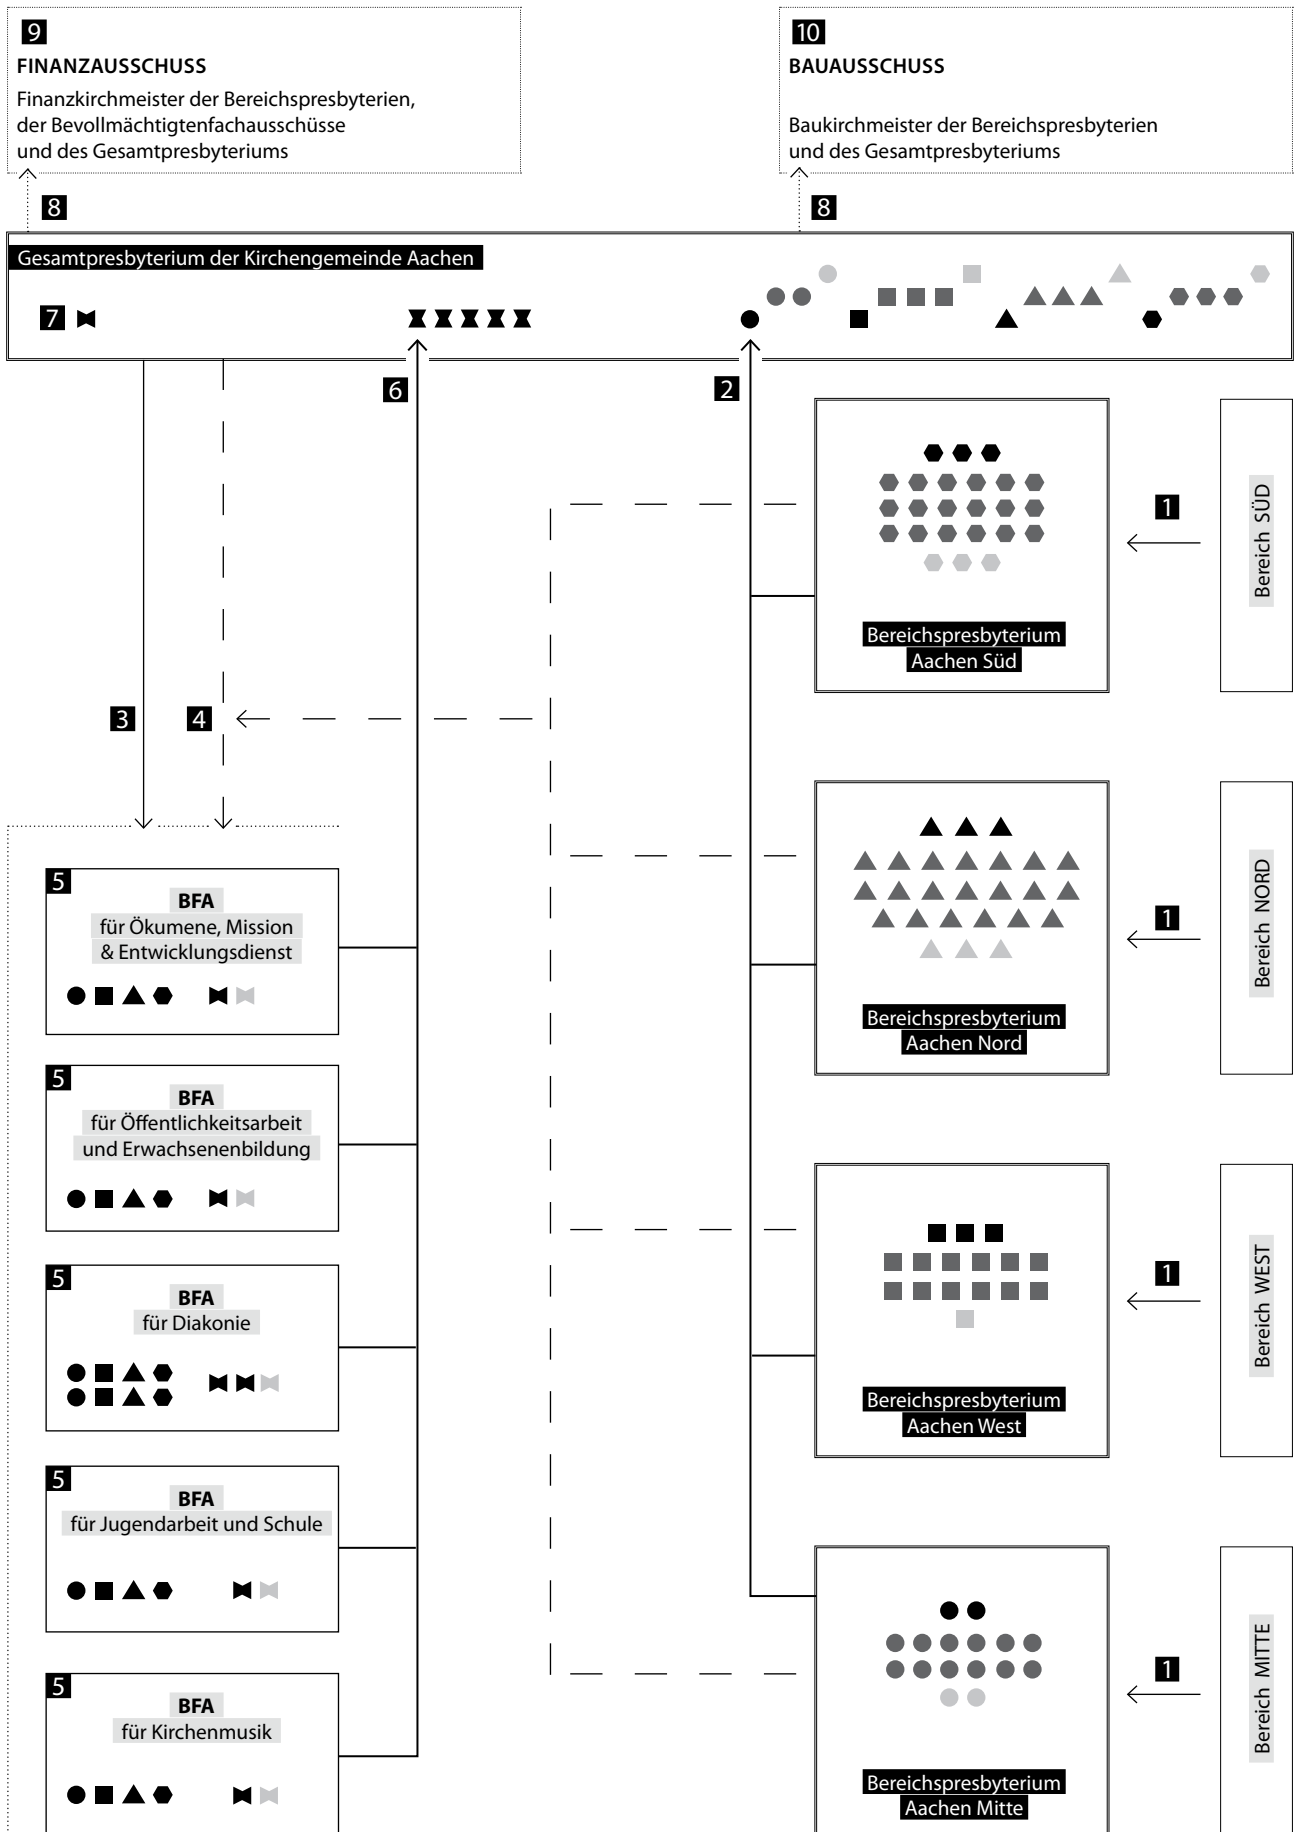 9
FINANZAUSSCHUSS
Finanzkirchmeister der Bereichspresbyterien,
der Bevollmächtigtenfachausschüsse
und des Gesamtpresbyteriums
10
BAUAUSSCHUSS
Baukirchmeister der Bereichspresbyterien
und des Gesamtpresbyteriums
8
8
Gesamtpresbyterium der Kirchengemeinde Aachen
7
6
2
Bereichspresbyterium
Aachen Süd
1
Bereich SÜD
3
4
Bereichspresbyterium
Aachen Nord
1
Bereich NORD
5
BFA
für Ökumene, Mission
& Entwicklungsdienst
5
BFA
für Öffentlichkeitsarbeit
und Erwachsenenbildung
Bereichspresbyterium
Aachen West
1
Bereich WEST
5
BFA
für Diakonie
5
BFA
für Jugendarbeit und Schule
5
BFA
für Kirchenmusik
Bereichspresbyterium
Aachen Mitte
1
Bereich MITTE